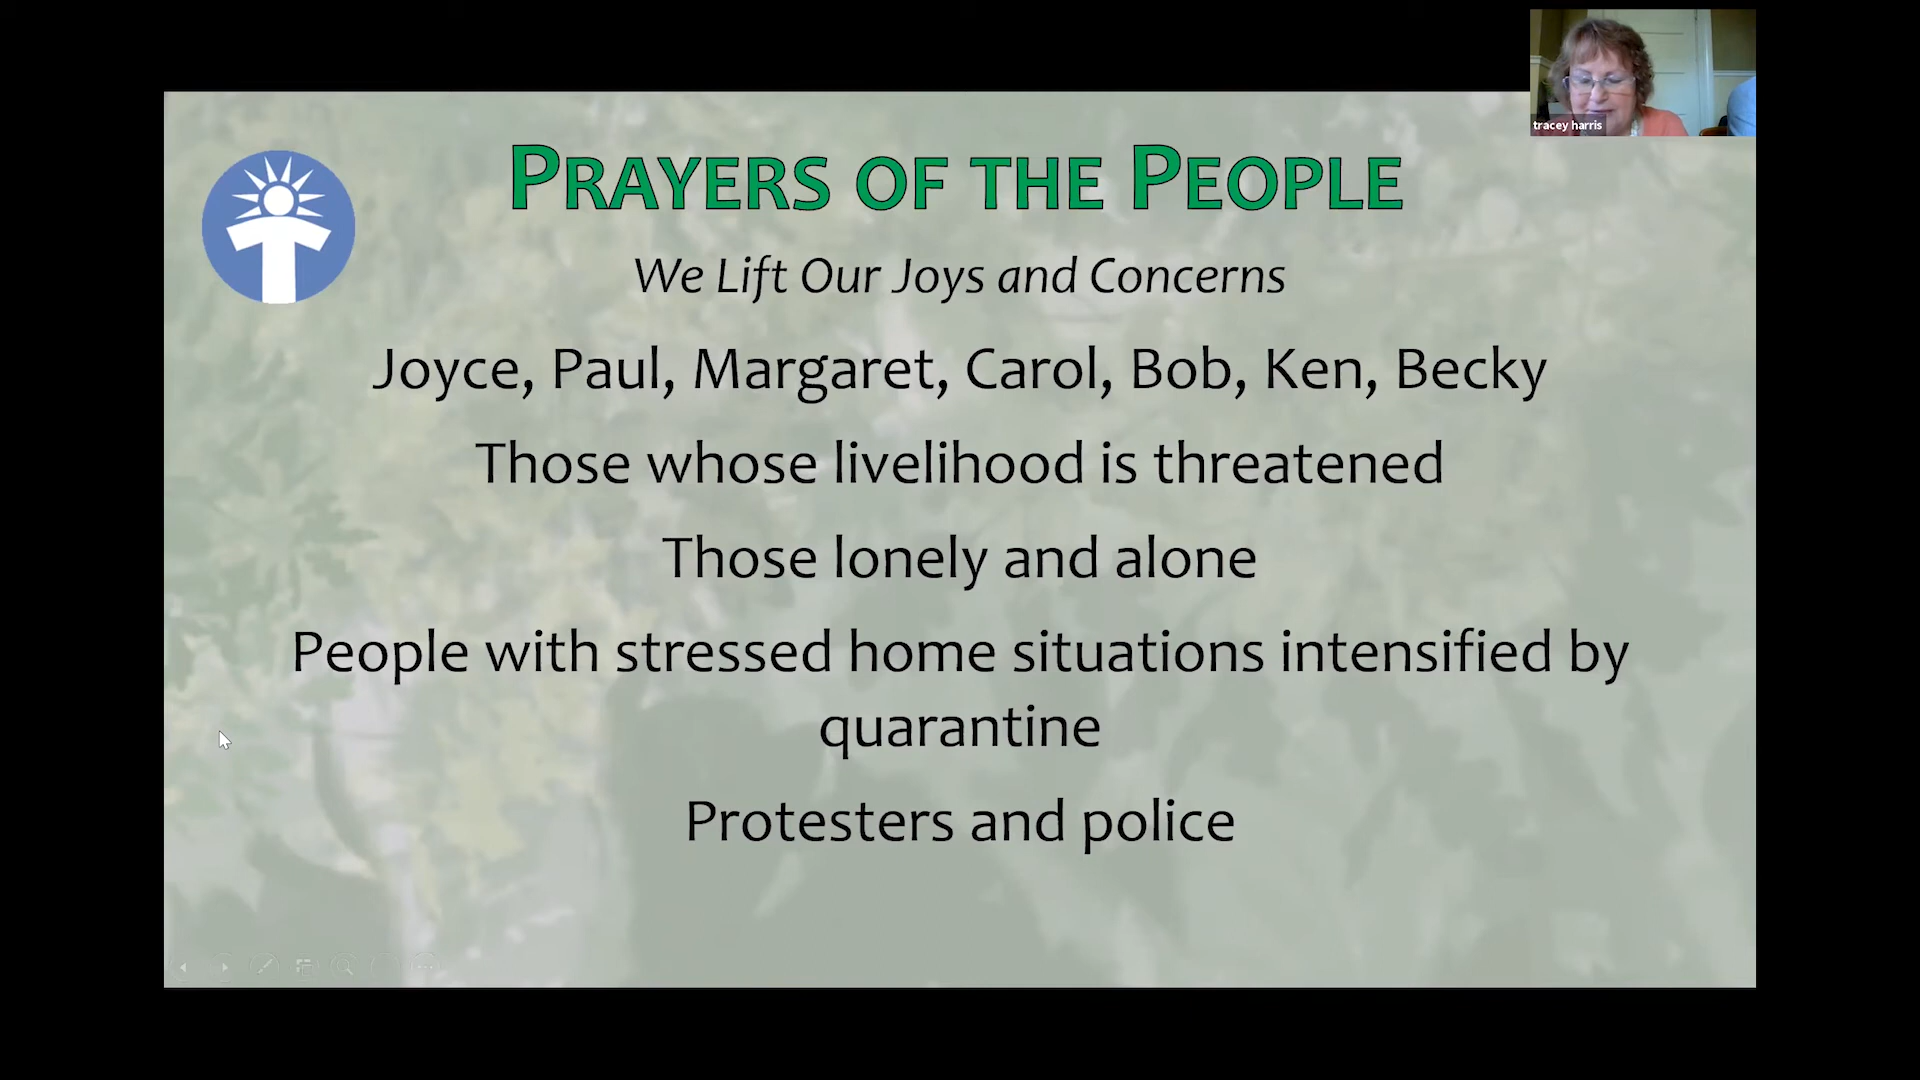 tracey harris
PRAYERS OF THE PEOPLE
We Lift Our Joys and Concerns
Joyce, Paul, Margaret, Carol, Bob, Ken, Becky
Those whose livelihood is threatened
Those lonely and alone
People with stressed home situations intensified by
quarantine
Protesters and police